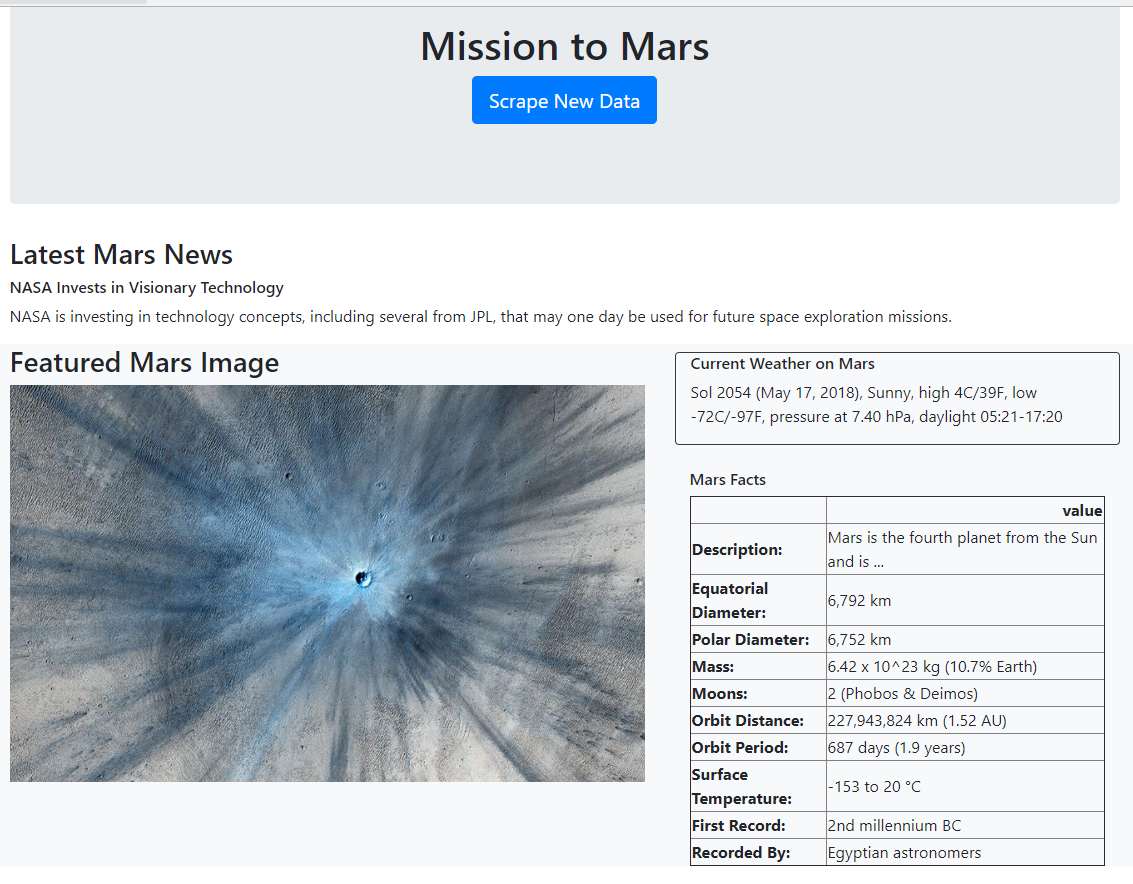 Mission to Mars
Scrape New Data
Latest Mars News
NASA Invests in Visionary Technology
NASA is investing in technology concepts, including several from JPL, that may one day be used for future space exploration missions.
Featured Mars Image
Current Weather on Mars
Sol 2054 (May 17, 2018), Sunny, high 4C/39F, low
-72C/-97F, pressure at 7.40 hPa, daylight 05:21-17:20
Mars Facts
value
Description: Mars is the fourth planet from the Sun
and is ...
Equatorial
Diameter: 6,792 km
Polar Diameter: 6,752 km
Mass: 6.42 x 10^23 kg (10.7% Earth)
Moons: 2 (Phobos & Deimos)
Orbit Distance: 227,943,824 km (1.52 AU)
Orbit Period: 687 days (1.9 years)
Surface
Temperature: -153 to 20 °C
First Record: 2nd millennium BC
Recorded By: Egyptian astronomers